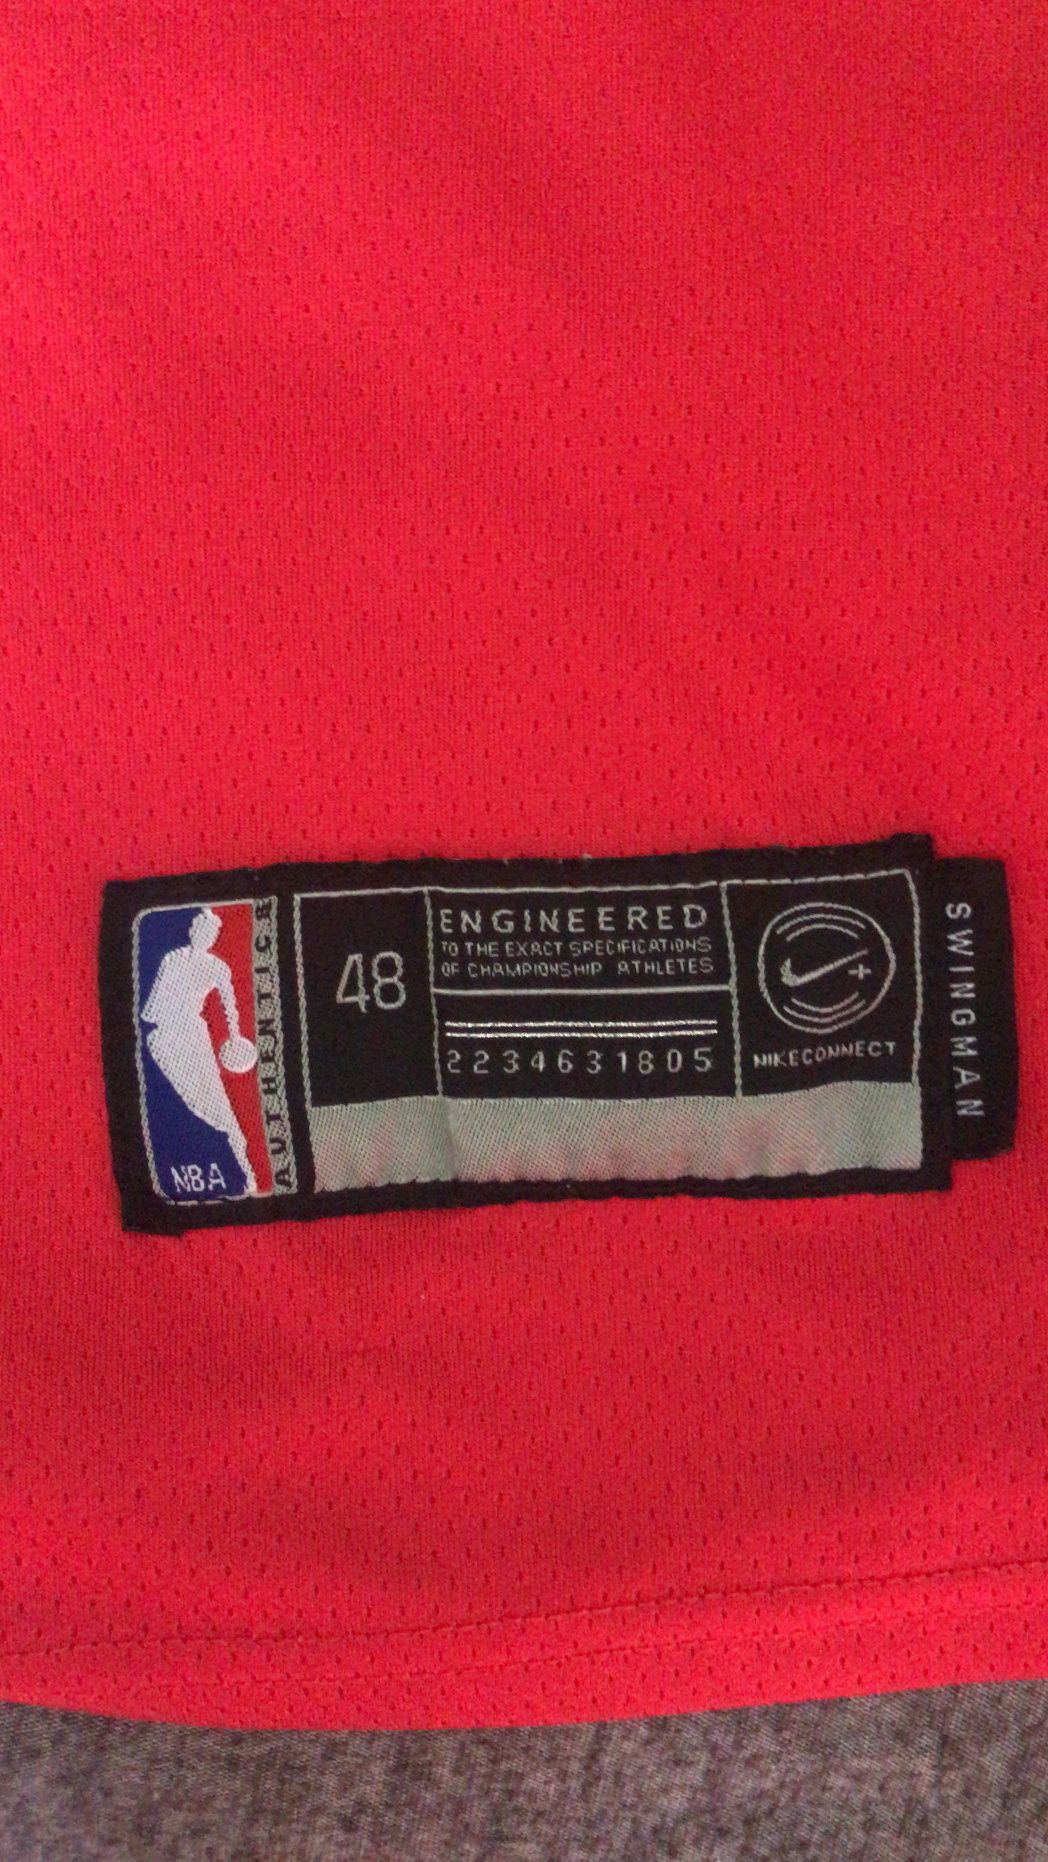 NBA
AUTHENTICS
48
ENGINEERED
TO THE EXACT SPECIFICATIONS
OF CHAMPIONSHIP ATHLETES
2234631805
NIKECONNECT
SWINGMAN